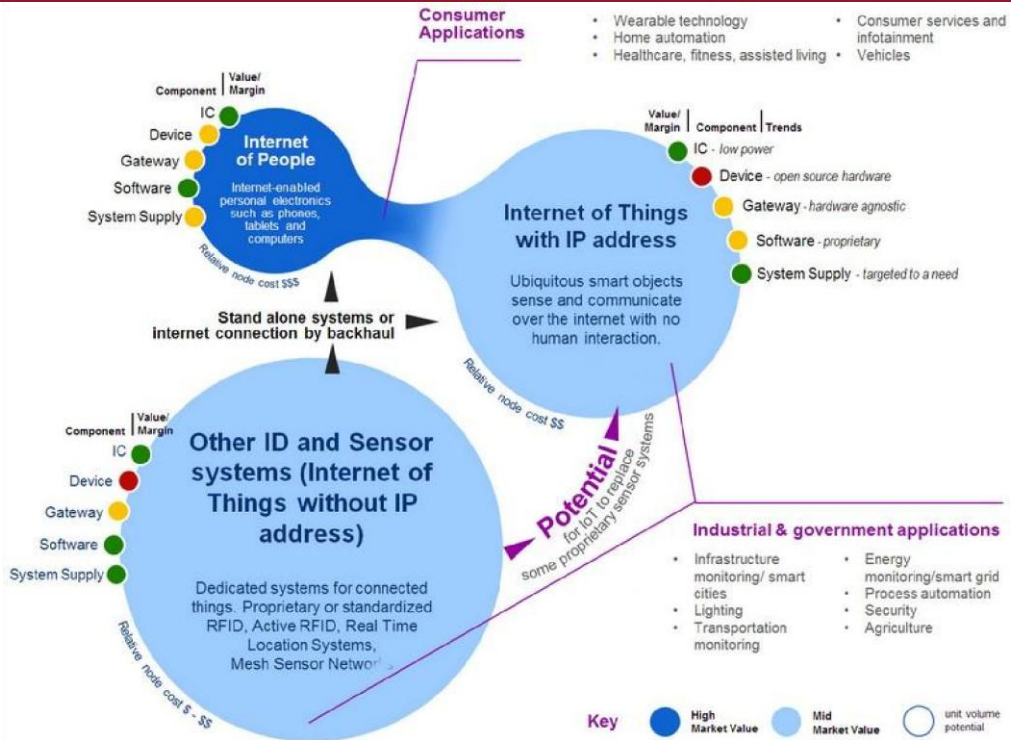 Consumer
Applications
• Wearable technology
• Home automation
• Healthcare, fitness, assisted living
• Consumer services and
infotainment
• Vehicles
Component | Value/
Margin
IC
Device
Gateway
Software
System Supply
Internet
of People
Internet-enabled
personal electronics
such as phones,
tablets and
computers
Relative node cost $$$
Value/
Margin | Component | Trends
IC - low power
Device - open source hardware
Gateway - hardware agnostic
Software - proprietary
System Supply - targeted to a need
Internet of Things
with IP address
Ubiquitous smart objects
sense and communicate
over the internet with no
human interaction.
Relative node cost $$
Stand alone systems or
internet connection by backhaul
Component | Value/
Margin
IC
Device
Gateway
Software
System Supply
Other ID and Sensor
systems (Internet of
Things without IP
address)
Dedicated systems for connected
things. Proprietary or standardized
RFID, Active RFID, Real Time
Location Systems,
Mesh Sensor Networks
Relative node cost $ - $$
Potential
for IoT to replace
some proprietary sensor systems
Industrial & government applications
• Infrastructure
monitoring/ smart
cities
• Lighting
• Transportation
monitoring
• Energy
monitoring/smart grid
• Process automation
• Security
• Agriculture
Key
High
Market Value
Mid
Market Value
unit volume
potential